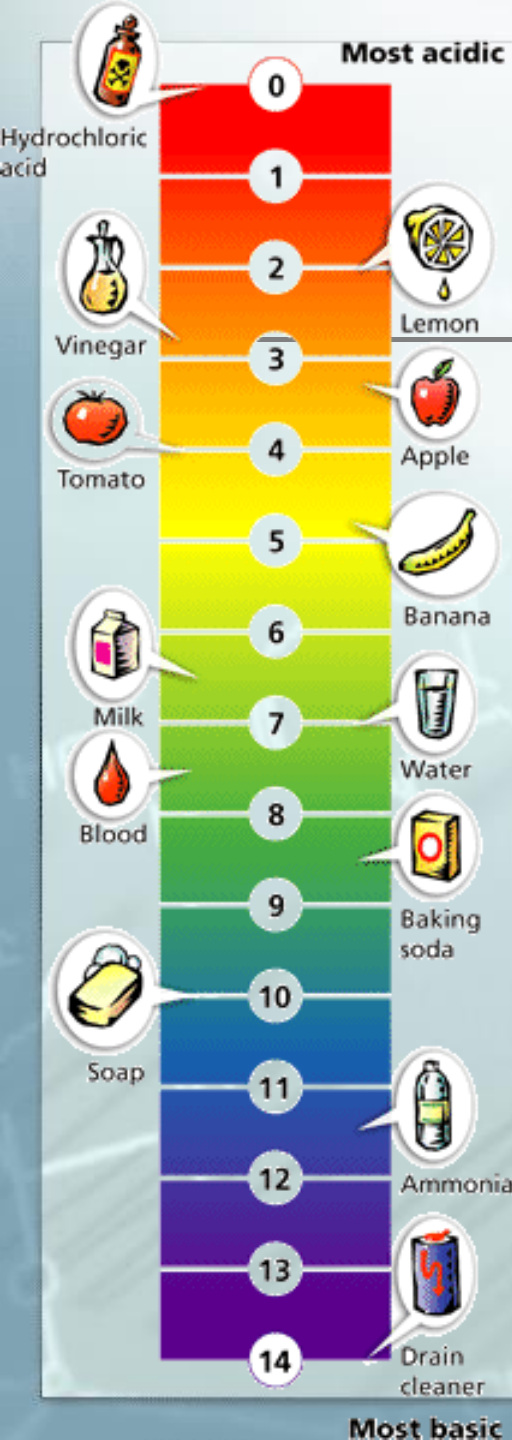 Most acidic
0
Hydrochloric
acid
1
2
Lemon
Vinegar
3
Apple
4
Tomato
5
Banana
6
Milk
7
Water
Blood
8
9
Baking
soda
10
Soap
11
Ammonia
12
13
14
Drain
cleaner
Most basic